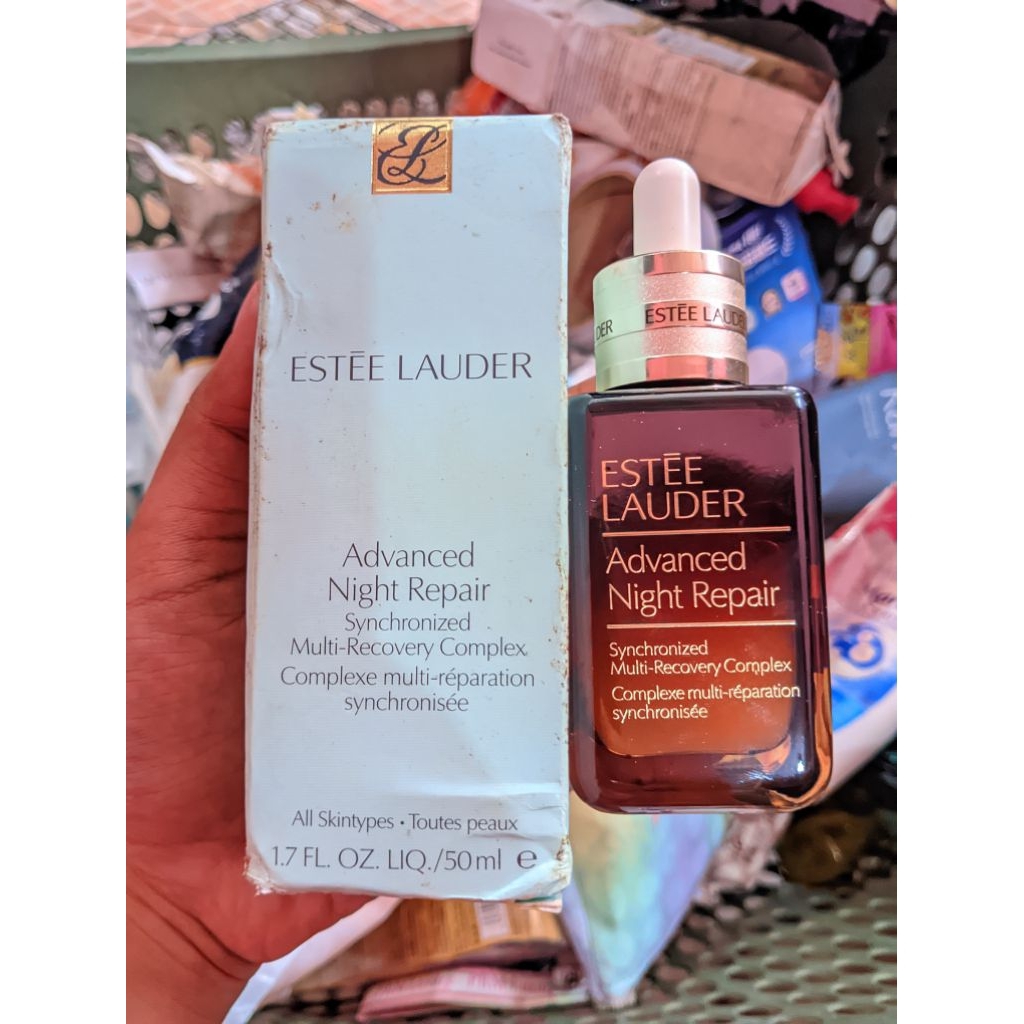 EL
ESTĒE LAUDER
Advanced
Night Repair
Synchronized
Multi-Recovery Complex
Complexe multi-réparation
synchronisée
All Skintypes • Toutes peaux
1.7 FL. OZ. LIQ./50 ml ℮
DER ESTĒE LAUDE
ESTĒE
LAUDER
Advanced
Night Repair
Synchronized
Multi-Recovery Complex
Complexe multi-réparation
synchronisée